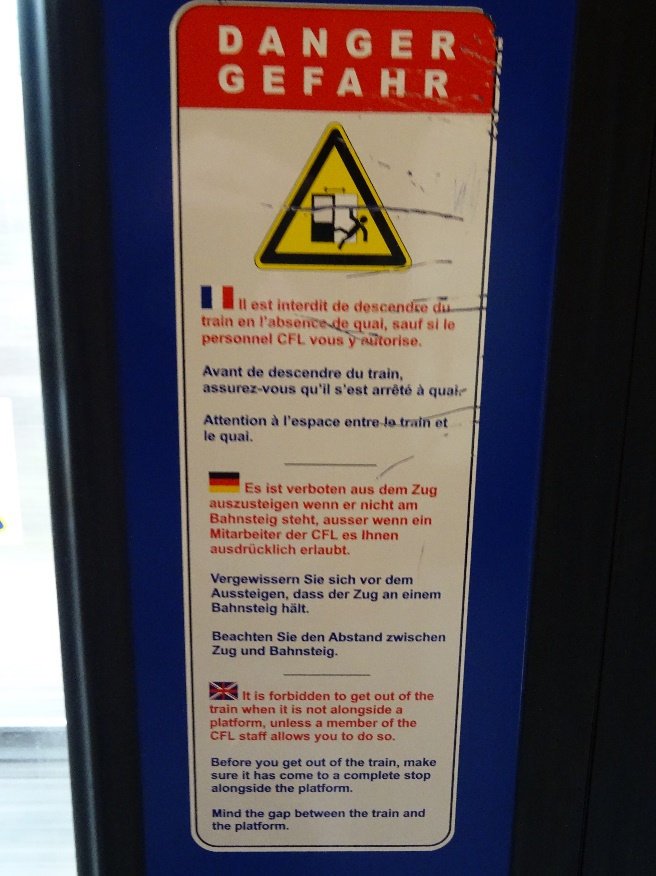 DANGER
GEFAHR
Il est interdit de descendre du
train en l'absence de quai, sauf si le
personnel CFL vous y autorise.
Avant de descendre du train,
assurez-vous qu'il s'est arrêté à quai.
Attention à l'espace entre le train et
le quai.
Es ist verboten aus dem Zug
auszusteigen wenn er nicht am
Bahnsteig steht, ausser wenn ein
Mitarbeiter der CFL es Ihnen
ausdrücklich erlaubt.
Vergewissern Sie sich vor dem
Aussteigen, dass der Zug an einem
Bahnsteig hält.
Beachten Sie den Abstand zwischen
Zug und Bahnsteig.
It is forbidden to get out of the
train when it is not alongside a
platform, unless a member of the
CFL staff allows you to do so.
Before you get out of the train, make
sure it has come to a complete stop
alongside the platform.
Mind the gap between the train and
the platform.